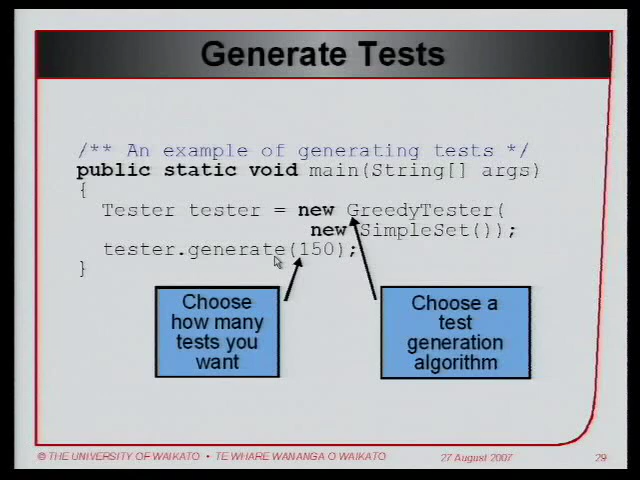 Generate Tests
/** An example of generating tests */
public static void main(String[] args)
{
Tester tester = new GreedyTester(
new SimpleSet());
tester.generate(150);
}
Choose
how many
tests you
want
Choose a
test
generation
algorithm
© THE UNIVERSITY OF WAIKATO • TE WHARE WANANGA O WAIKATO
27 August 2007
29